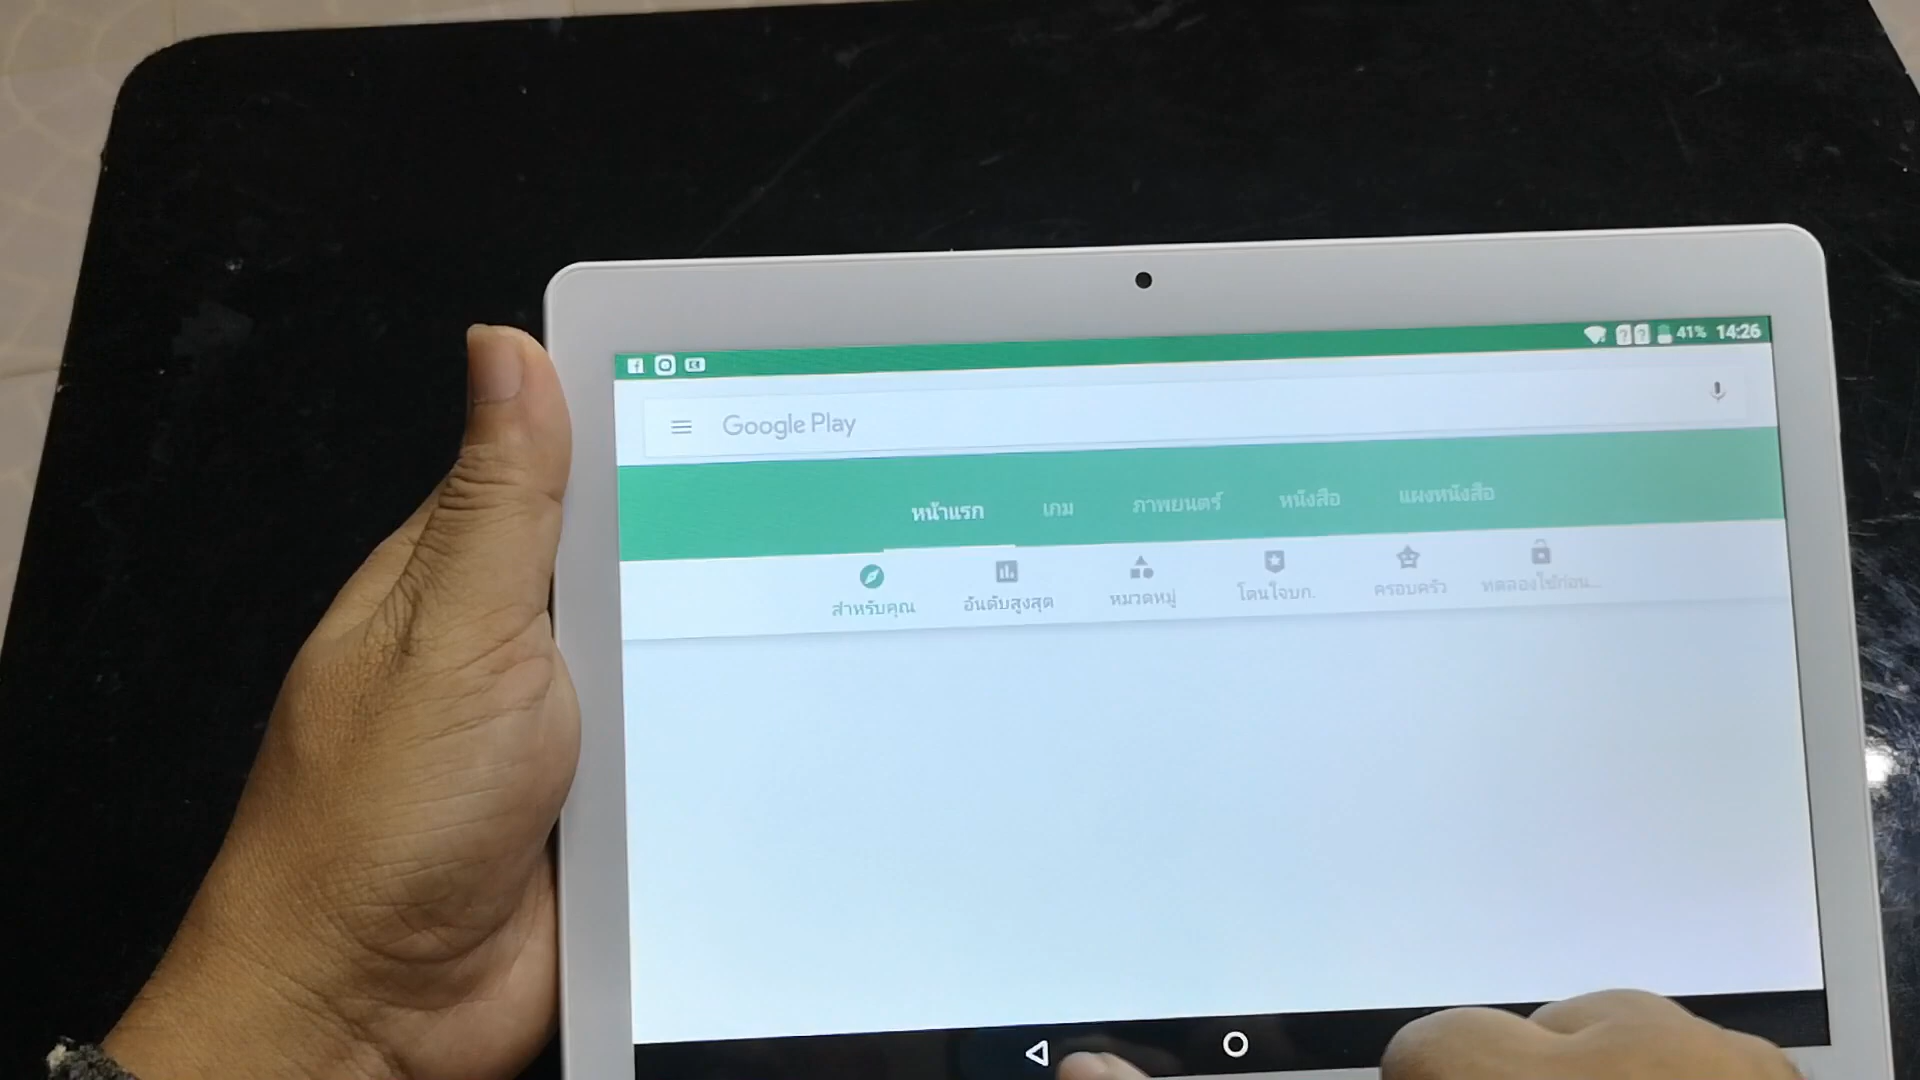 41% 14:26
Google Play
หน้าแรก เกม ภาพยนตร์ หนังสือ แผงหนังสือ
สำหรับคุณ อันดับสูงสุด หมวดหมู่ โดนใจบก. ครอบครัว ทดลองใช้ก่อน...